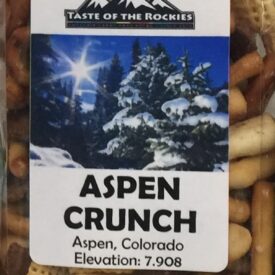 TASTE OF THE ROCKIES
ASPEN
CRUNCH
Aspen, Colorado
Elevation: 7.908